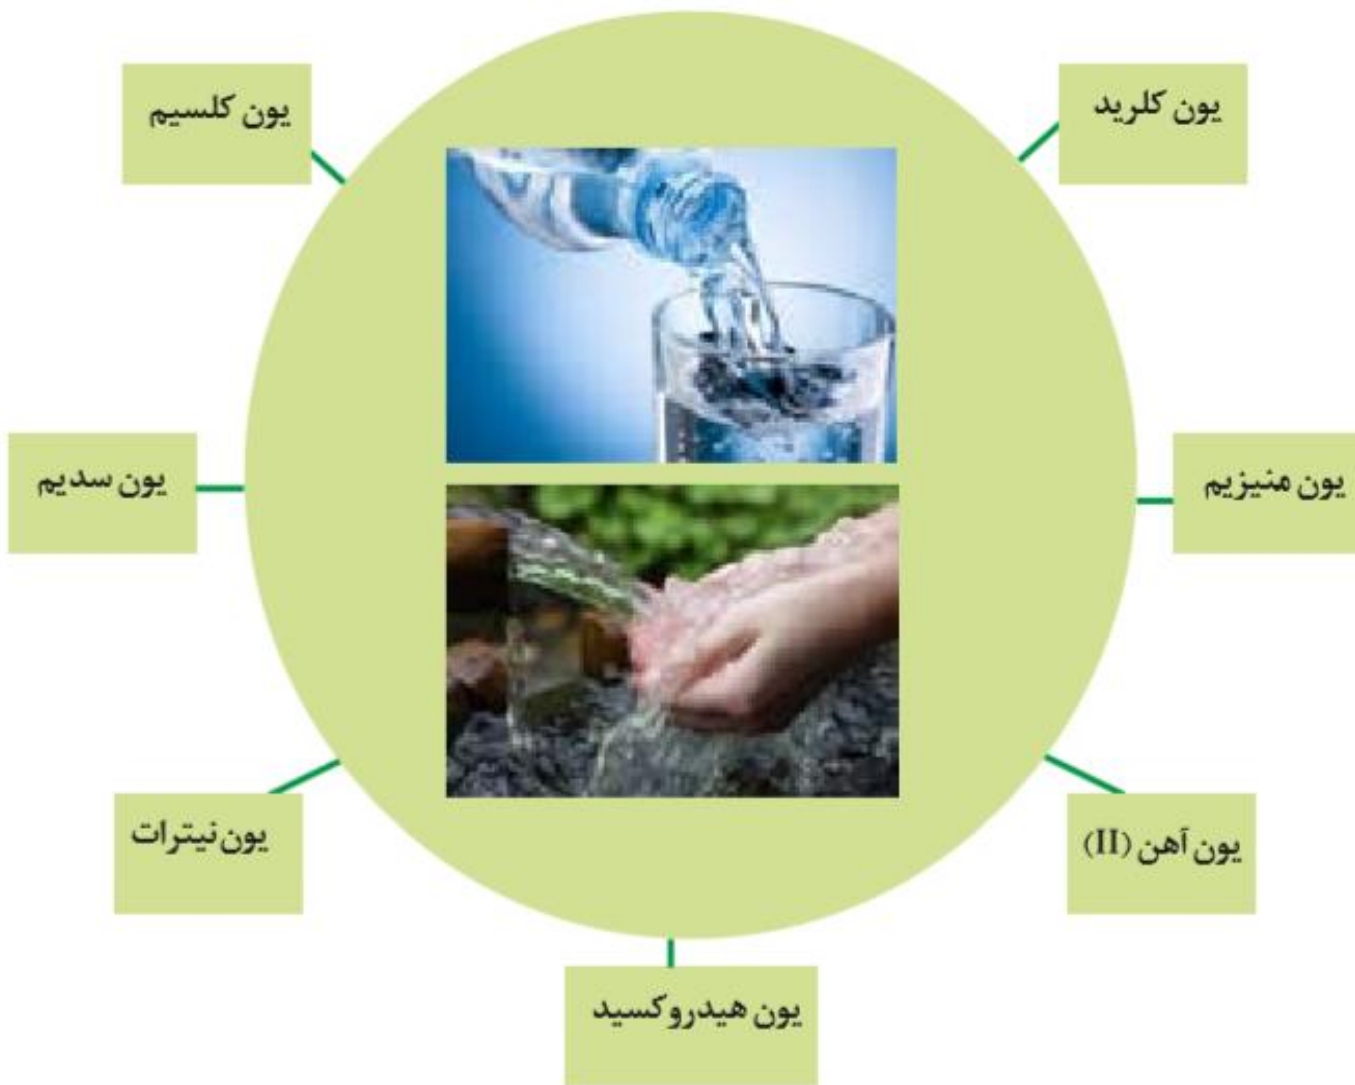 یون کلرید
یون کلسیم
یون منیزیم
یون سدیم
یون آهن (II)
یون نیترات
یون هیدروکسید